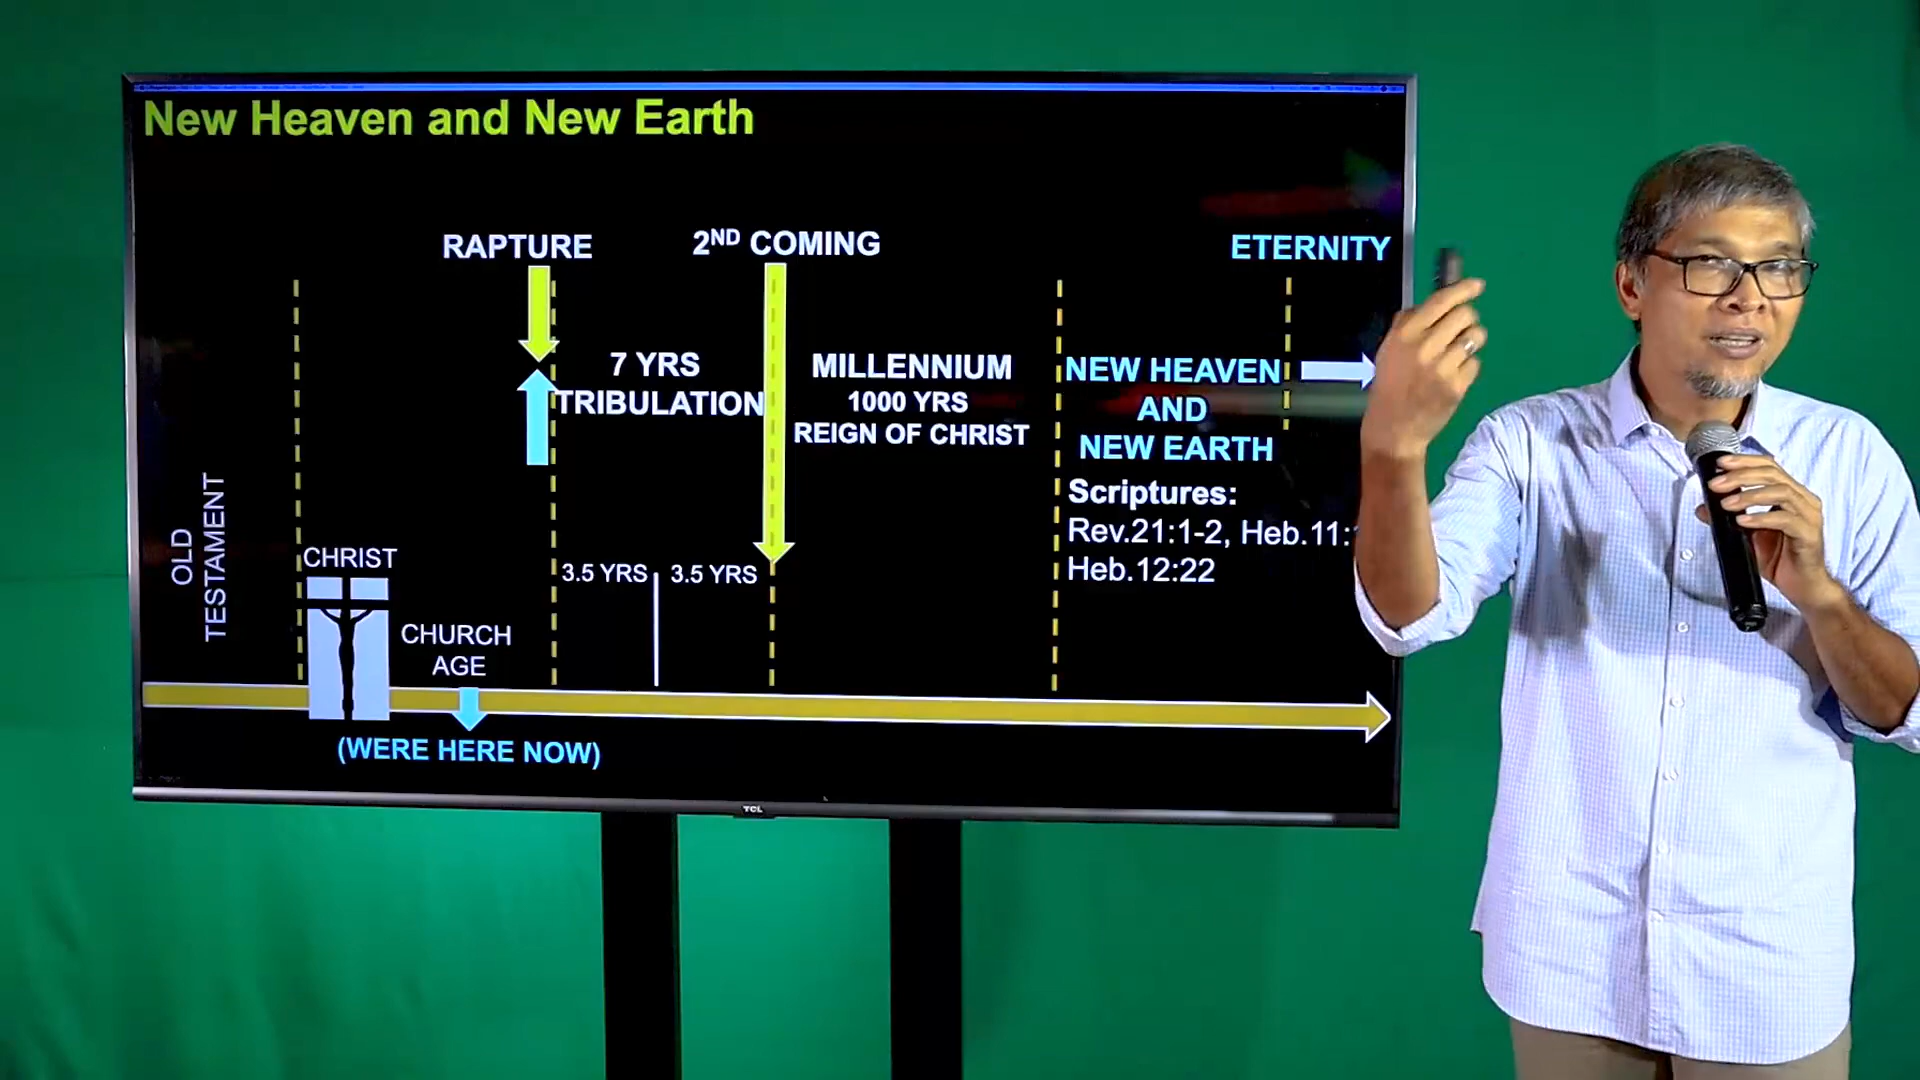 New Heaven and New Earth
RAPTURE
2ND COMING
ETERNITY
7 YRS
TRIBULATION
MILLENNIUM
1000 YRS
REIGN OF CHRIST
NEW HEAVEN
AND
NEW EARTH
Scriptures:
Rev.21:1-2, Heb.11:
Heb.12:22
OLD
TESTAMENT
CHRIST
3.5 YRS
3.5 YRS
CHURCH
AGE
(WERE HERE NOW)
TCL